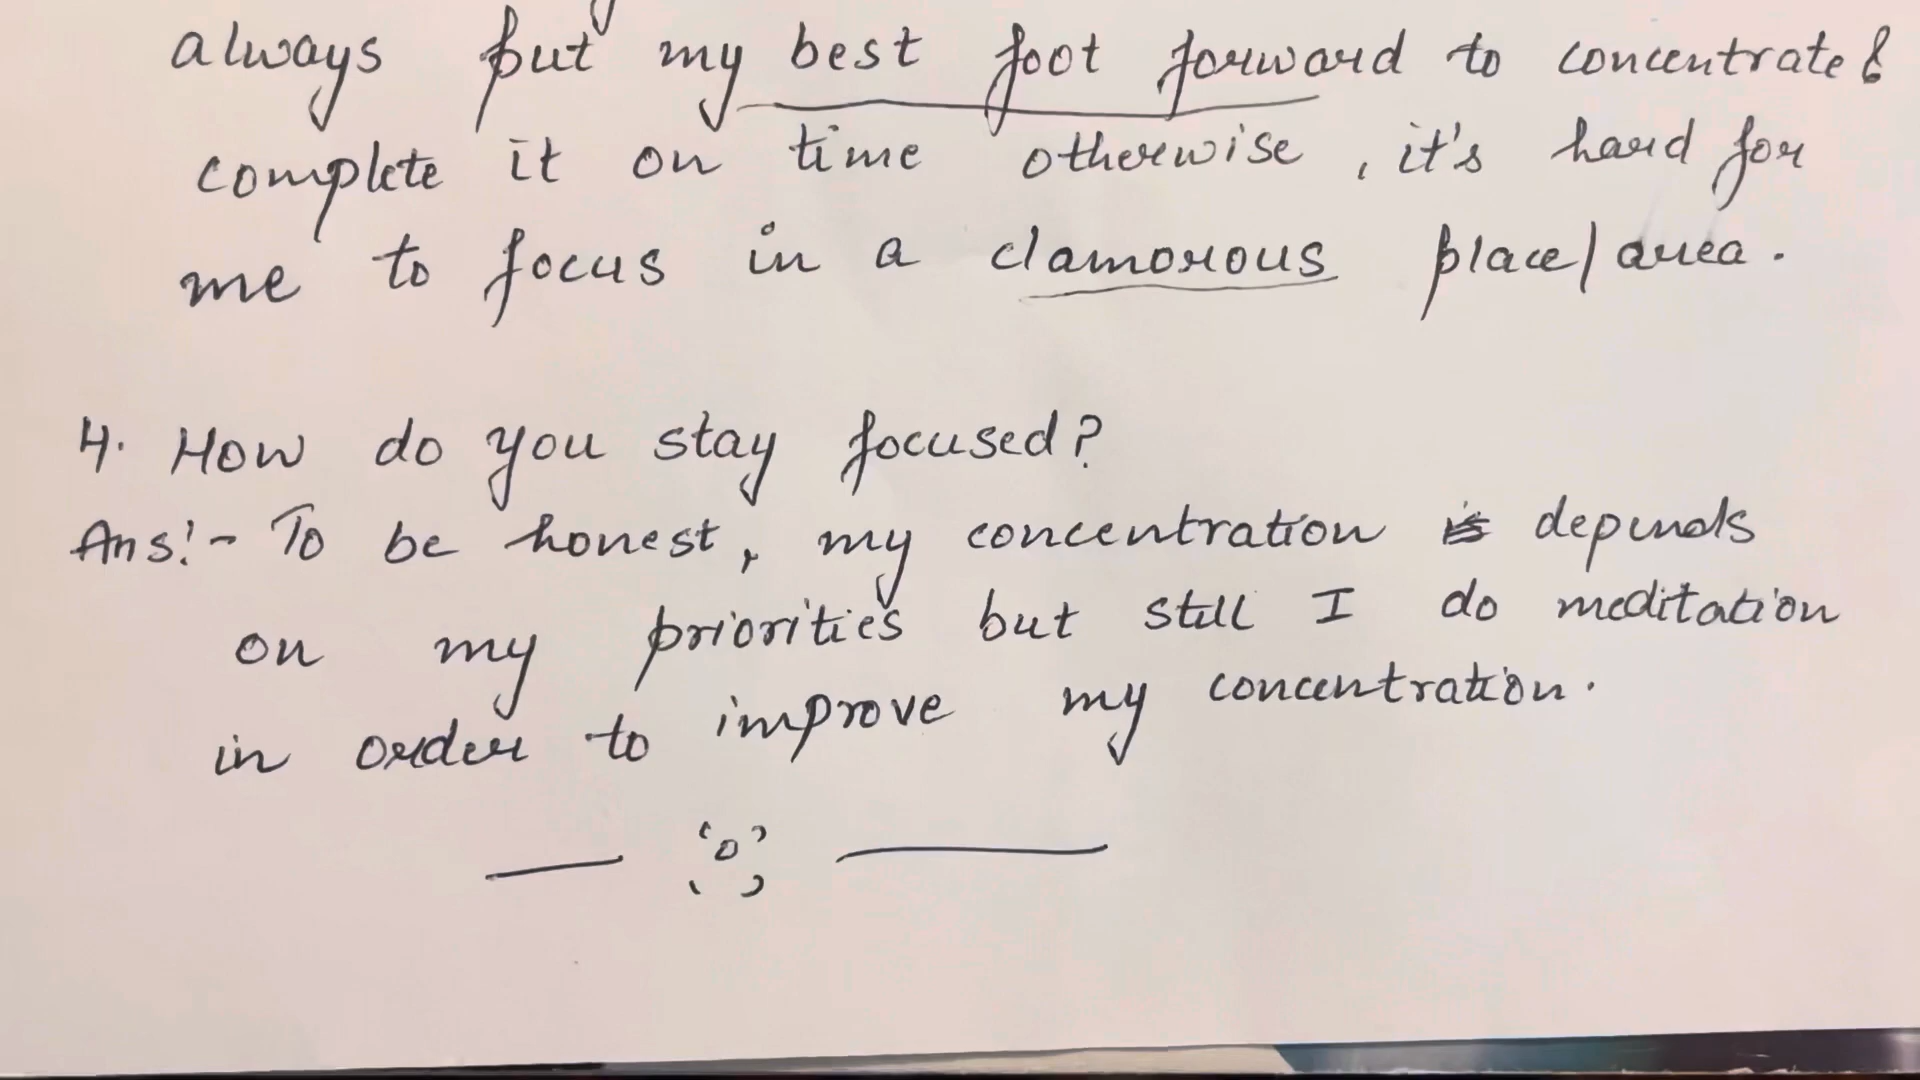 always put my best foot forward to concentrate &
complete it on time otherwise, it's hard for
me to focus in a clamorous place/area.
4. How do you stay focused?
Ans:- To be honest, my concentration is depends
on my priorities but still I do meditation
in order to improve my concentration.